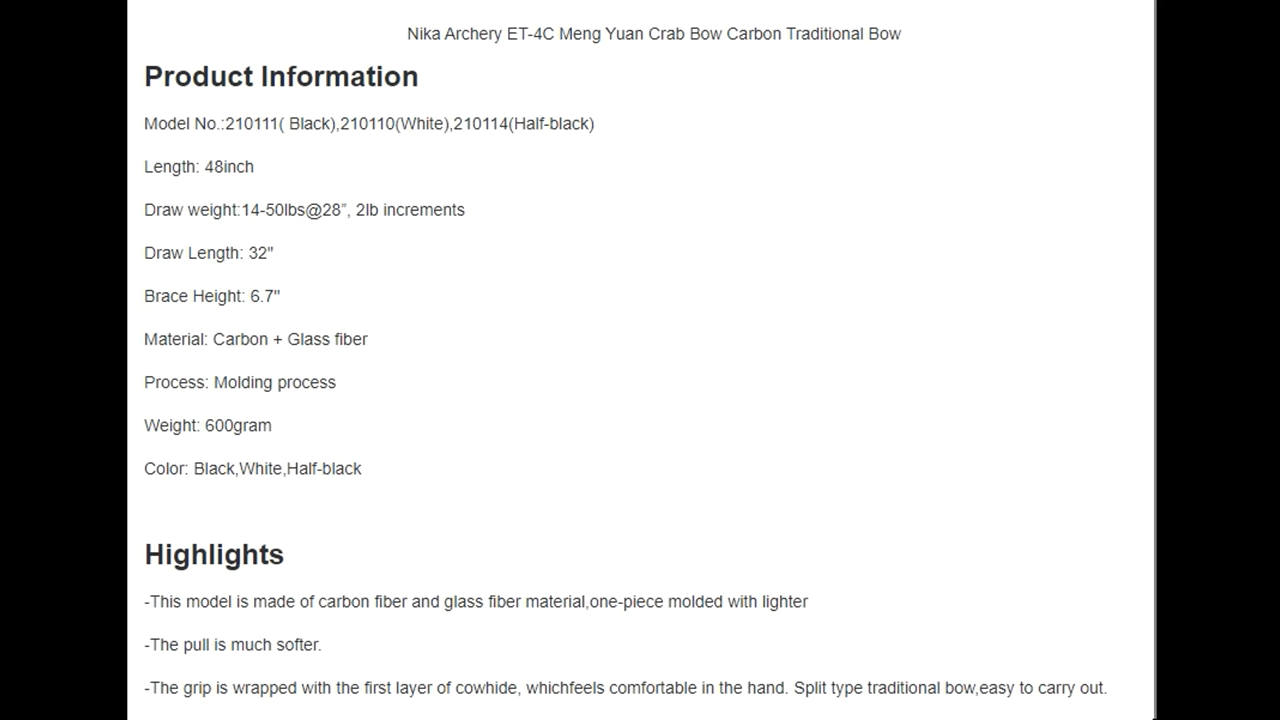 Nika Archery ET-4C Meng Yuan Crab Bow Carbon Traditional Bow
Product Information
Model No.:210111( Black),210110(White),210114(Half-black)
Length: 48inch
Draw weight:14-50lbs@28”, 2lb increments
Draw Length: 32"
Brace Height: 6.7"
Material: Carbon + Glass fiber
Process: Molding process
Weight: 600gram
Color: Black,White,Half-black
Highlights
-This model is made of carbon fiber and glass fiber material,one-piece molded with lighter
-The pull is much softer.
-The grip is wrapped with the first layer of cowhide, whichfeels comfortable in the hand. Split type traditional bow,easy to carry out.